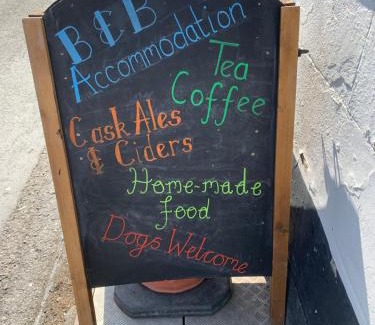 B & B
Accommodation
Tea
Coffee
Cask Ales
& Ciders
Home-made
food
Dogs Welcome